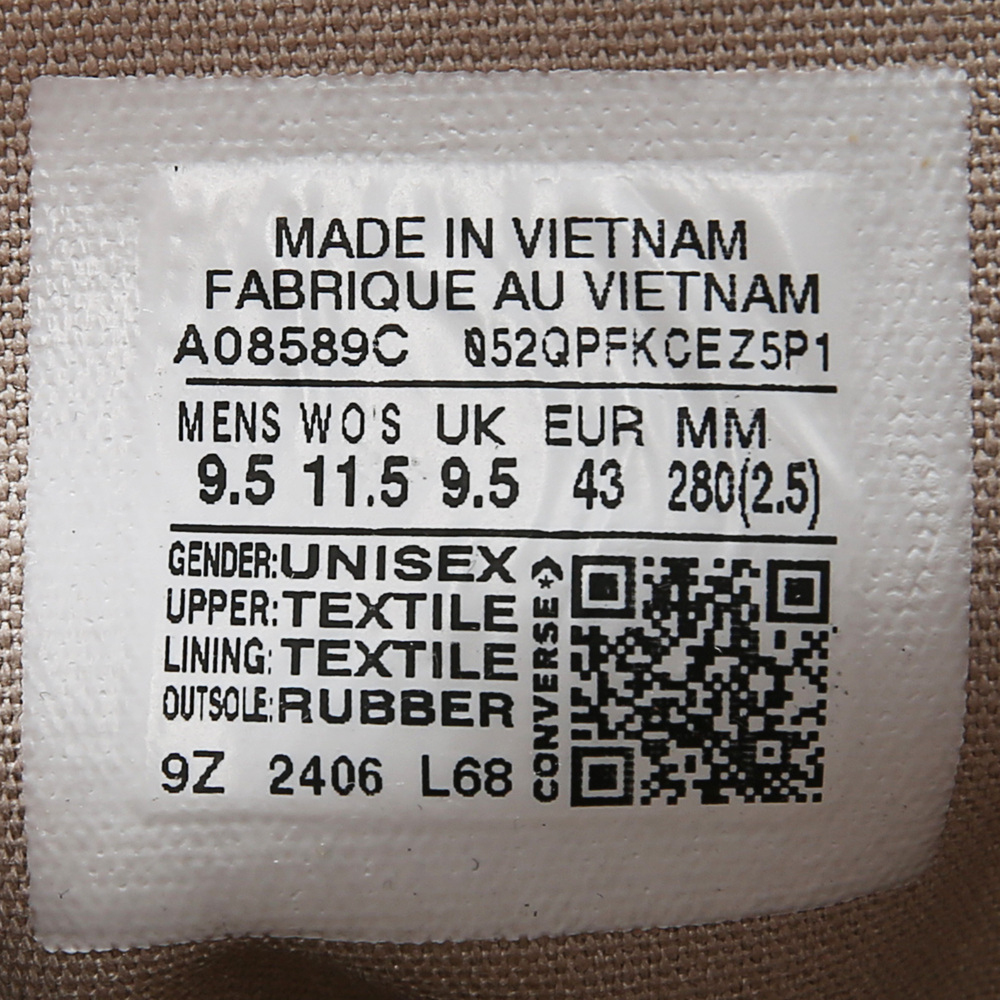 MADE IN VIETNAM
FABRIQUE AU VIETNAM
A08589C 052QPFKCEZ5P1
MENS WO'S UK EUR MM
9.5 11.5 9.5 43 280(2.5)
GENDER:UNISEX
UPPER:TEXTILE
LINING:TEXTILE
OUTSOLE:RUBBER
9Z 2406 L68
CONVERSE